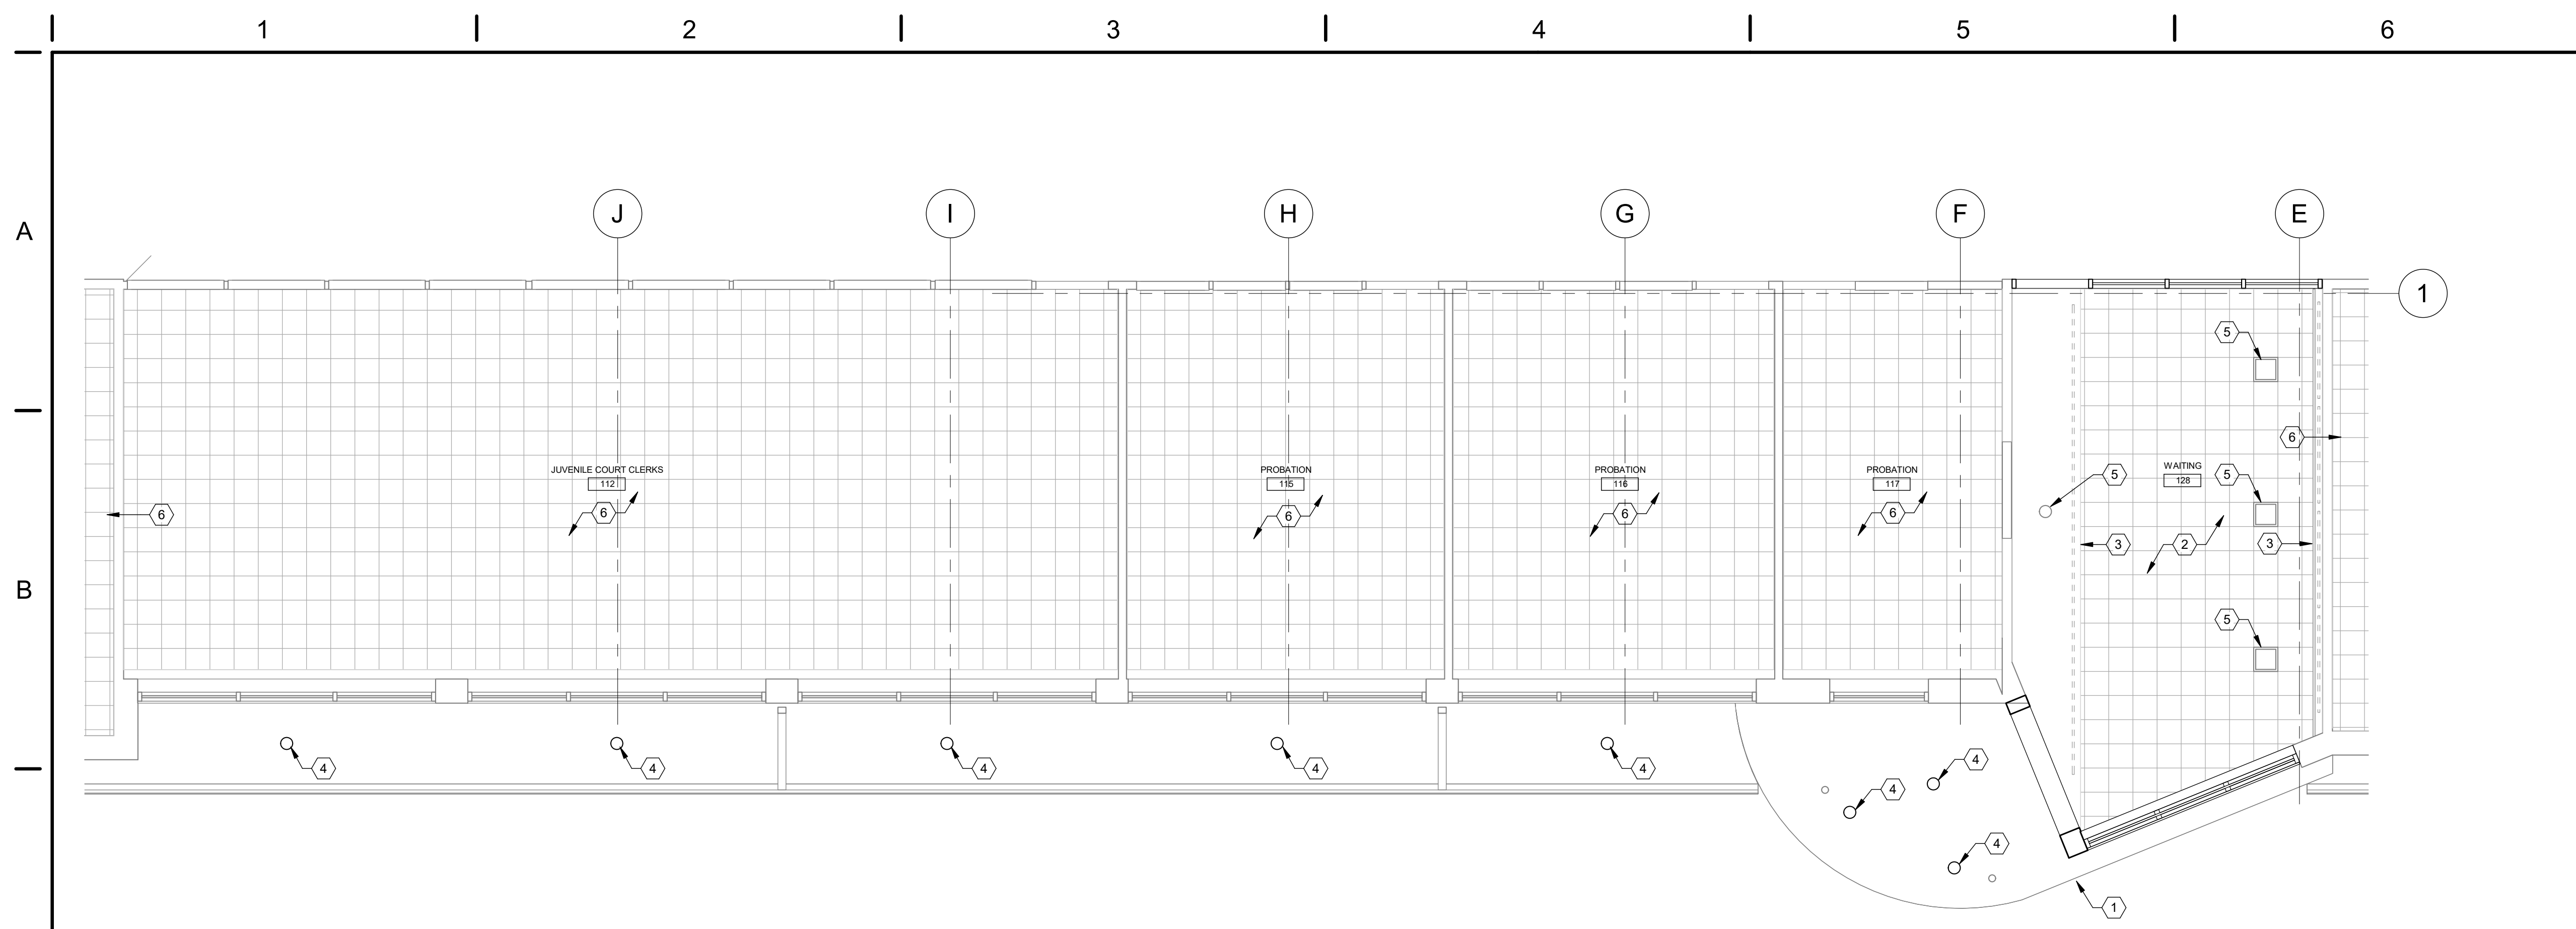 1 2 3 4 5 6
A
J I H G F E
1
5
6
JUVENILE COURT CLERKS PROBATION PROBATION PROBATION WAITING
112 115 116 117 128
5 5
6 6 6 6 6
3 2 3
B
5
4 4 4 4 4 4
4
4
1